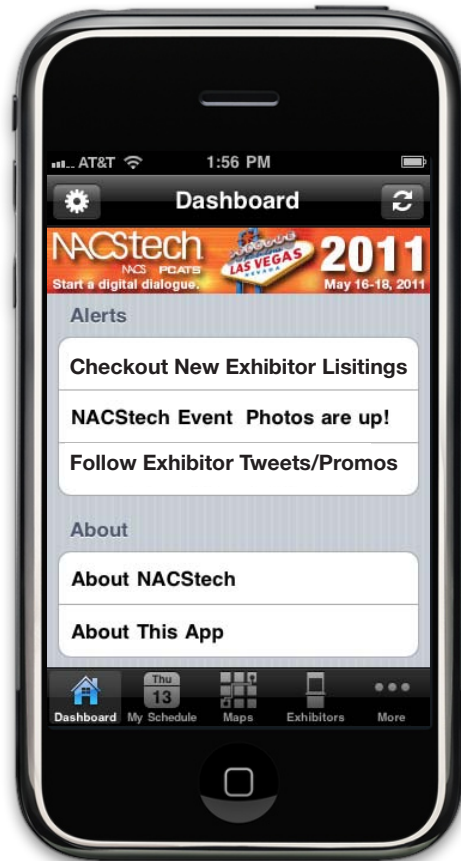 AT&T 1:56 PM
Dashboard
NACStech 2011
NACS PCATS LAS VEGAS
NEVADA
Start a digital dialogue. May 16-18, 2011
Alerts
Checkout New Exhibitor Lisitings
NACStech Event Photos are up!
Follow Exhibitor Tweets/Promos
About
About NACStech
About This App
Thu
13
Dashboard My Schedule Maps Exhibitors More